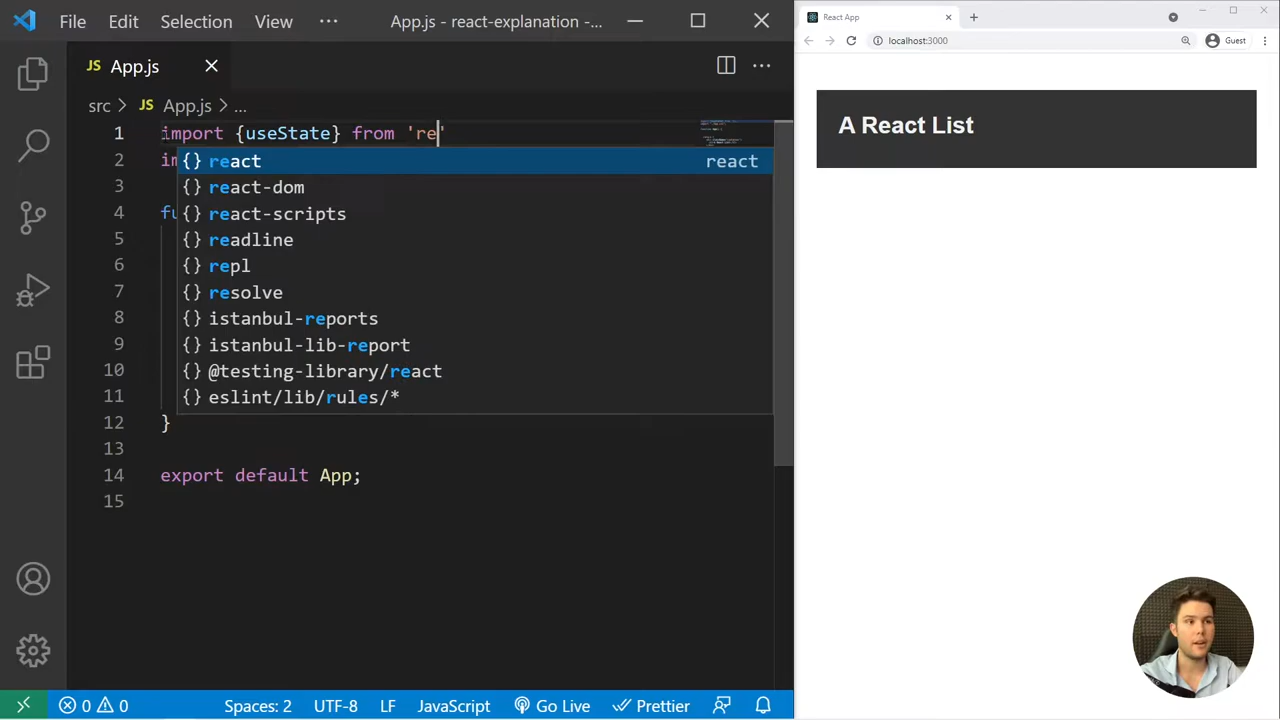 File Edit Selection View ··· App.js - react-explanation -...
JS App.js
src > JS App.js > ...
1 import {useState} from 're'
2 im
3
4 fu
5
6
7
8
9
10
11
12 }
13
14 export default App;
15
{} react react
{} react-dom
{} react-scripts
{} readline
{} repl
{} resolve
{} istanbul-reports
{} istanbul-lib-report
{} @testing-library/react
{} eslint/lib/rules/*
0 0 Spaces: 2 UTF-8 LF JavaScript Go Live Prettier
React App
localhost:3000 Guest
A React List